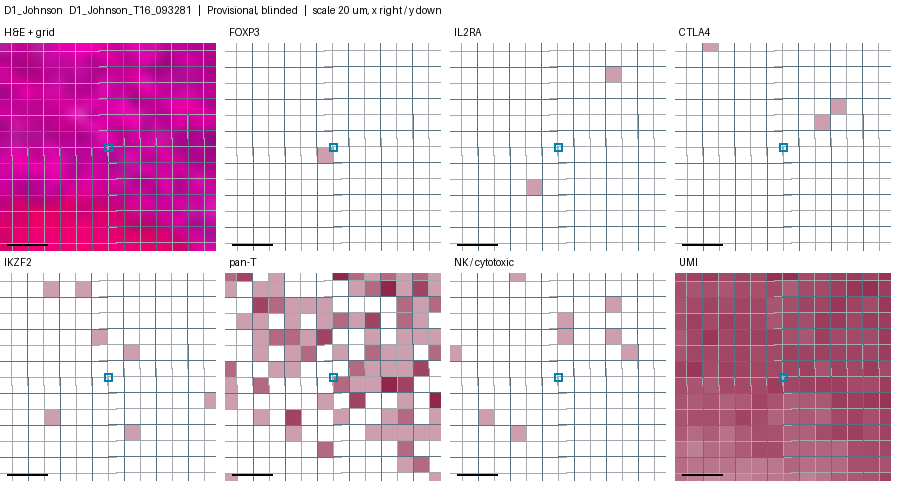 D1_Johnson D1_Johnson_T16_093281 | Provisional, blinded | scale 20 um, x right / y down
H&E + grid
FOXP3
IL2RA
CTLA4
IKZF2
pan-T
NK / cytotoxic
UMI